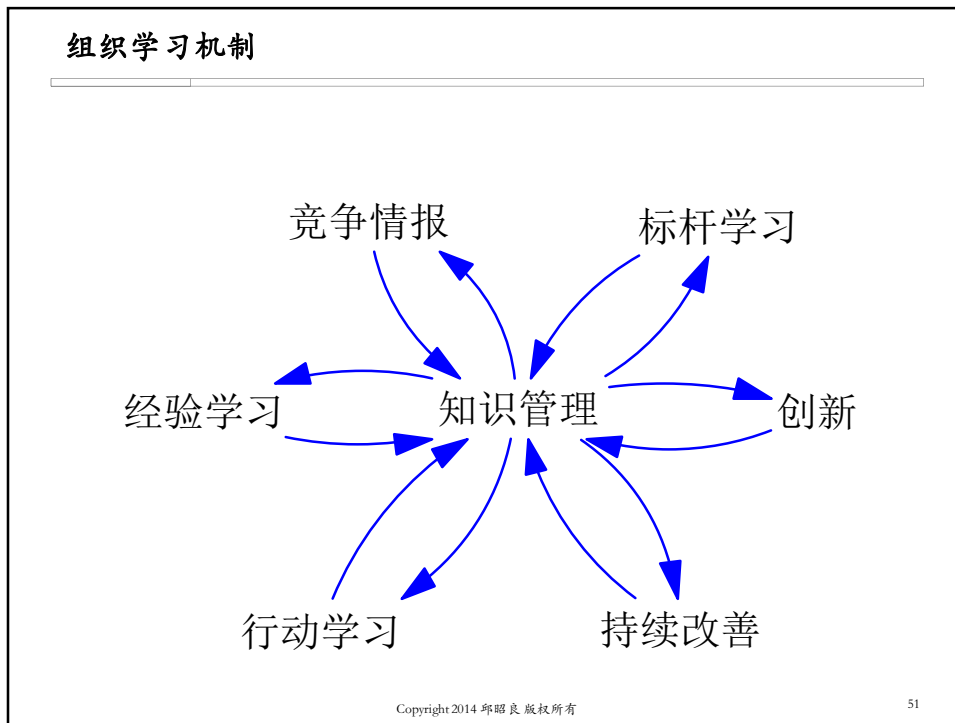 组织学习机制
竞争情报
标杆学习
经验学习
知识管理
创新
行动学习
持续改善
Copyright 2014 邱昭良 版权所有
51